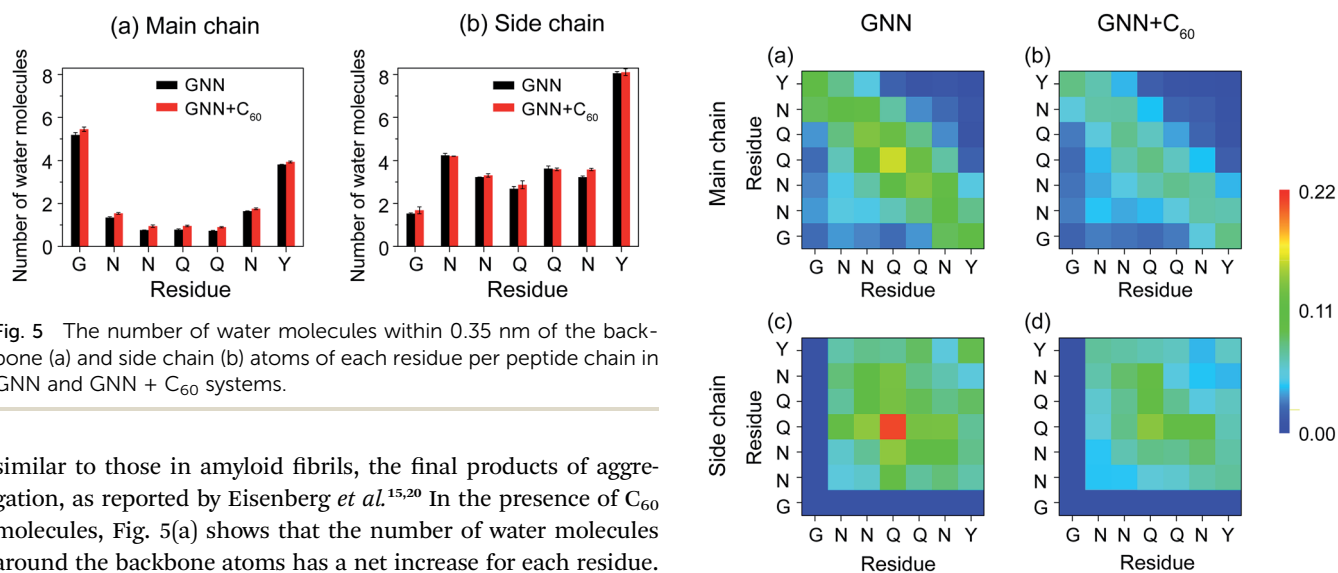 (a) Main chain
(b) Side chain
Number of water molecules
8
6
4
2
0
GNN
GNN+C₆₀
G N N Q Q N Y
Residue
Number of water molecules
8
6
4
2
0
GNN
GNN+C₆₀
G N N Q Q N Y
Residue
Fig. 5 The number of water molecules within 0.35 nm of the back-
bone (a) and side chain (b) atoms of each residue per peptide chain in
GNN and GNN + C₆₀ systems.
similar to those in amyloid fibrils, the final products of aggre-
gation, as reported by Eisenberg et al.¹⁵,²⁰ In the presence of C₆₀
molecules, Fig. 5(a) shows that the number of water molecules
around the backbone atoms has a net increase for each residue.
GNN
GNN+C₆₀
Main chain
(a)
Residue
Y
N
Q
Q
N
N
G
G N N Q Q N Y
Residue
(b)
Y
N
Q
Q
N
N
G
G N N Q Q N Y
Residue
Side chain
(c)
Residue
Y
N
Q
Q
N
N
G
G N N Q Q N Y
Residue
(d)
Y
N
Q
Q
N
N
G
G N N Q Q N Y
Residue
0.22
0.11
0.00